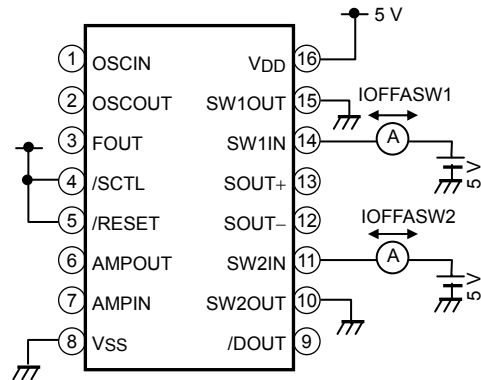 5 V
1 OSCIN VDD 16
2 OSCOUT SW1OUT 15
IOFFASW1
3 FOUT SW1IN 14 A
4 /SCTL SOUT+ 13
5 V
5 /RESET SOUT− 12
IOFFASW2
6 AMPOUT SW2IN 11 A
7 AMPIN SW2OUT 10
5 V
8 VSS /DOUT 9